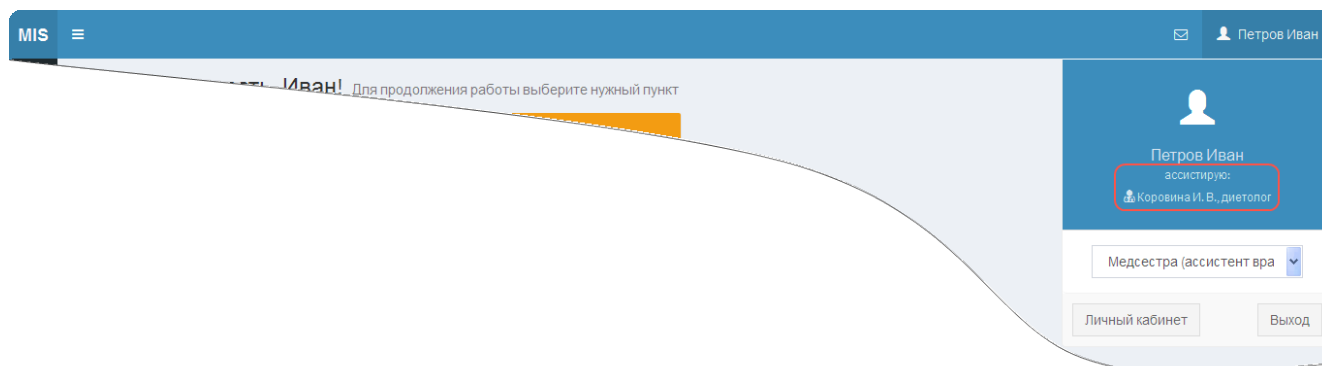 MIS Петров Иван
Иван! Для продолжения работы выберите нужный пункт
Петров Иван
ассистирую:
Коровина И. В., диетолог
Медсестра (ассистент вра
Личный кабинет Выход